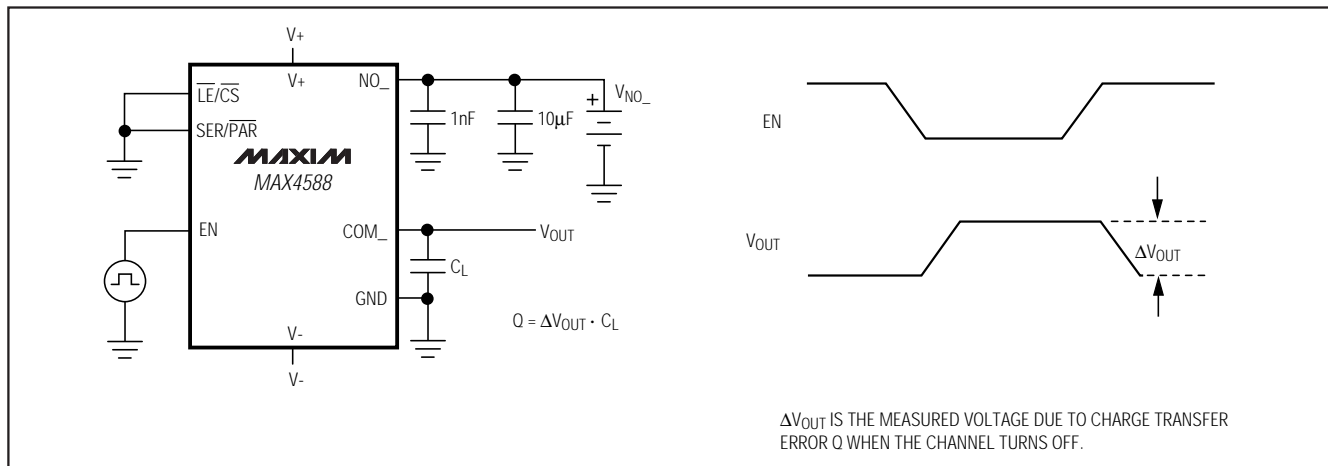 V+
V+
NO_
V_NO_
LE/CS
1nF
10µF
+
SER/PAR
MAXIM
MAX4588
EN
COM_
V_OUT
C_L
GND
Q = ΔV_OUT · C_L
V-
V-
EN
V_OUT
ΔV_OUT
ΔV_OUT IS THE MEASURED VOLTAGE DUE TO CHARGE TRANSFER
ERROR Q WHEN THE CHANNEL TURNS OFF.